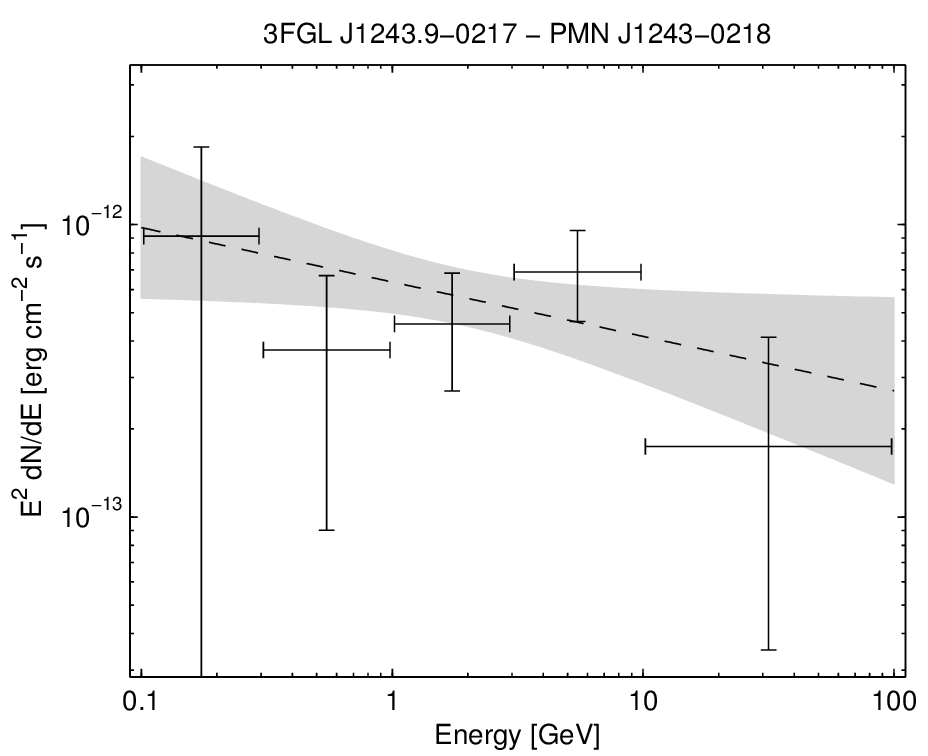 3FGL J1243.9−0217 − PMN J1243−0218
E² dN/dE [erg cm⁻² s⁻¹]
10⁻¹²
10⁻¹³
0.1 1 10 100
Energy [GeV]